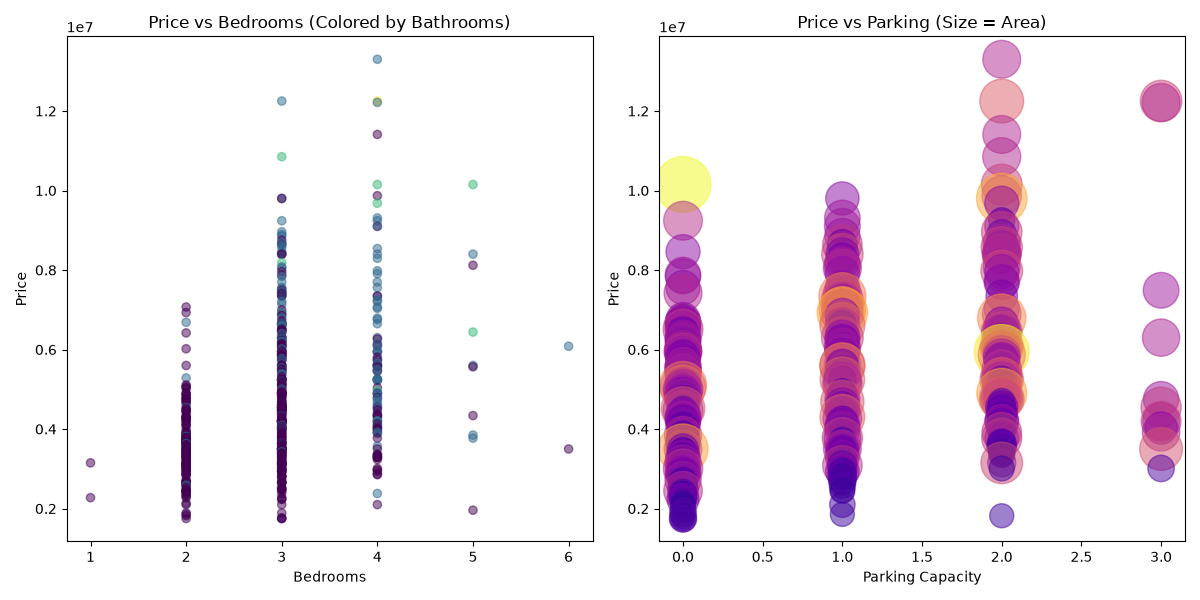 Price vs Bedrooms (Colored by Bathrooms)
1e7
1.2
1.0
0.8
0.6
0.4
0.2
Price
1 2 3 4 5 6
Bedrooms
Price vs Parking (Size = Area)
1e7
1.2
1.0
0.8
0.6
0.4
0.2
Price
0.0 0.5 1.0 1.5 2.0 2.5 3.0
Parking Capacity